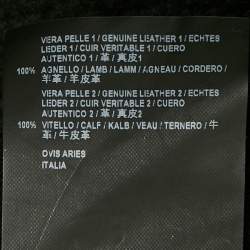 VERA PELLE 1 / GENUINE LEATHER 1 / ECHTES
LEDER 1 / CUIR VERITABLE 1 / CUERO
AUTENTICO 1 / 革 / 真皮1
100% AGNELLO / LAMB / LAMM / AGNEAU / CORDERO /
羊革 / 羊皮革
VERA PELLE 2 / GENUINE LEATHER 2 / ECHTES
LEDER 2 / CUIR VERITABLE 2 / CUERO
AUTENTICO 2 / 革 / 真皮2
100% VITELLO / CALF / KALB / VEAU / TERNERO / 牛
革 / 牛皮革
OVIS ARIES
ITALIA